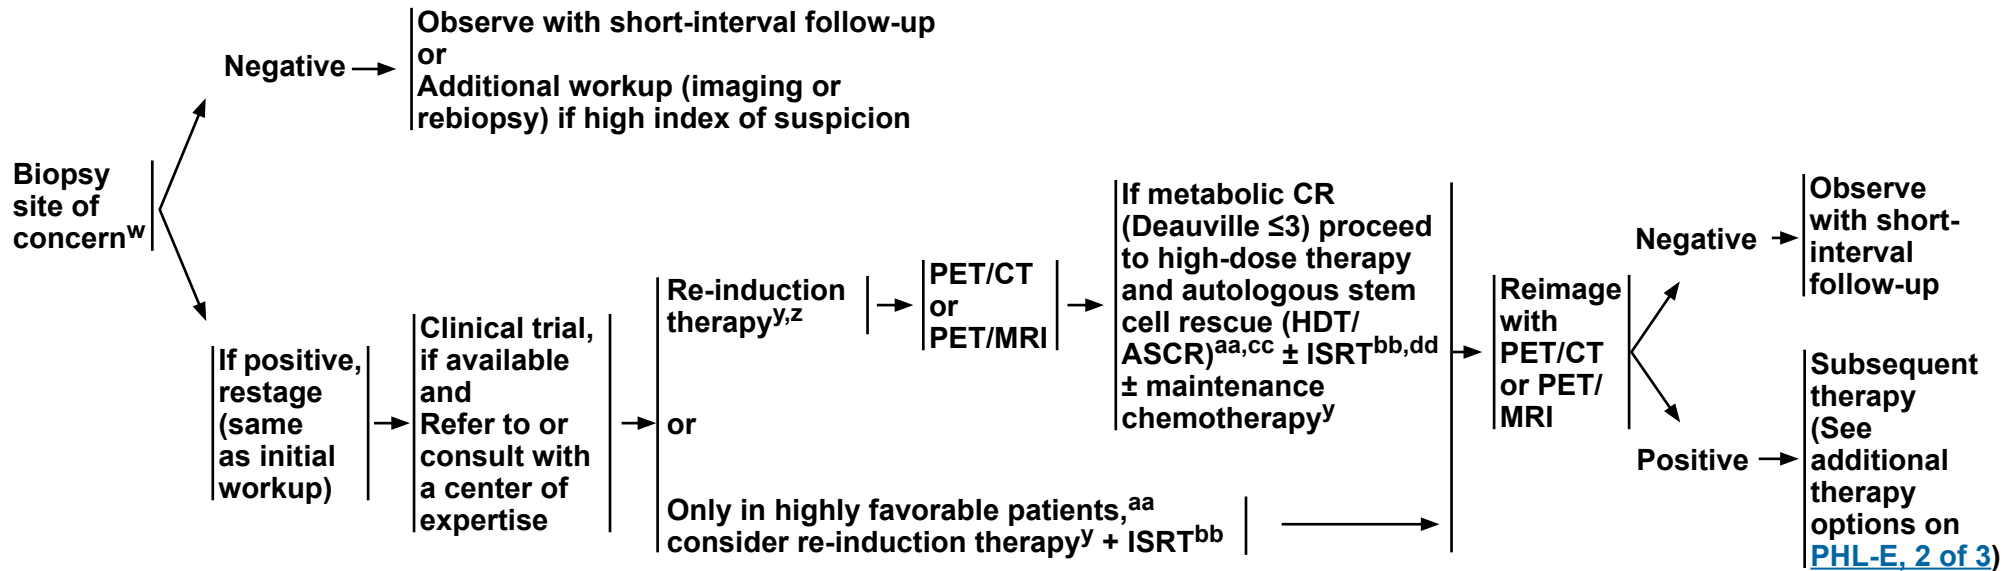 Observe with short-interval follow-up
or
Additional workup (imaging or
rebiopsy) if high index of suspicion
Negative
Biopsy
site of
concernw
If positive,
restage
(same
as initial
workup)
Clinical trial,
if available
and
Refer to or
consult with
a center of
expertise
Re-induction
therapyy,z
or
Only in highly favorable patients,aa
consider re-induction therapyy + ISRTbb
PET/CT
or
PET/MRI
If metabolic CR
(Deauville ≤3) proceed
to high-dose therapy
and autologous stem
cell rescue (HDT/
ASCR)aa,cc ± ISRTbb,dd
± maintenance
chemotherapyy
Reimage
with
PET/CT
or PET/
MRI
Negative
Observe
with short-
interval
follow-up
Positive
Subsequent
therapy
(See
additional
therapy
options on
PHL-E, 2 of 3)